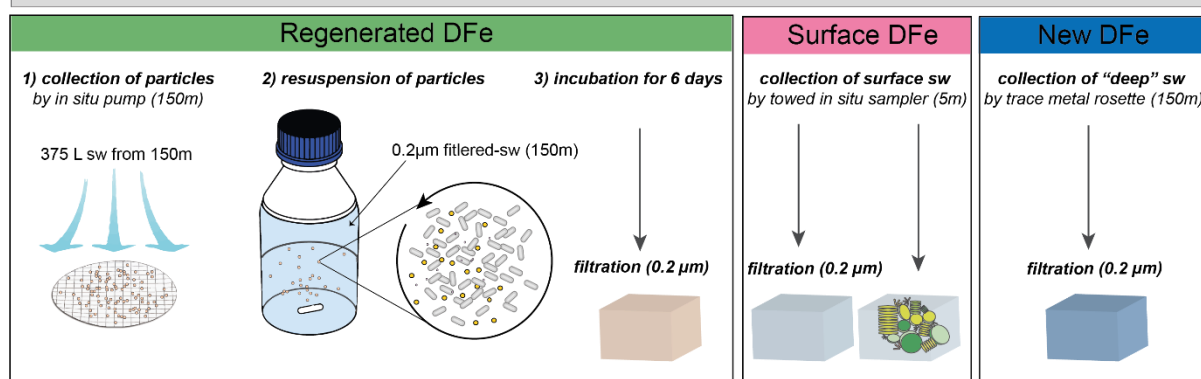 Regenerated DFe
1) collection of particles
by in situ pump (150m)
375 L sw from 150m
2) resuspension of particles
0.2µm fitlered-sw (150m)
3) incubation for 6 days
filtration (0.2 µm)
Surface DFe
collection of surface sw
by towed in situ sampler (5m)
filtration (0.2 µm)
New DFe
collection of “deep” sw
by trace metal rosette (150m)
filtration (0.2 µm)